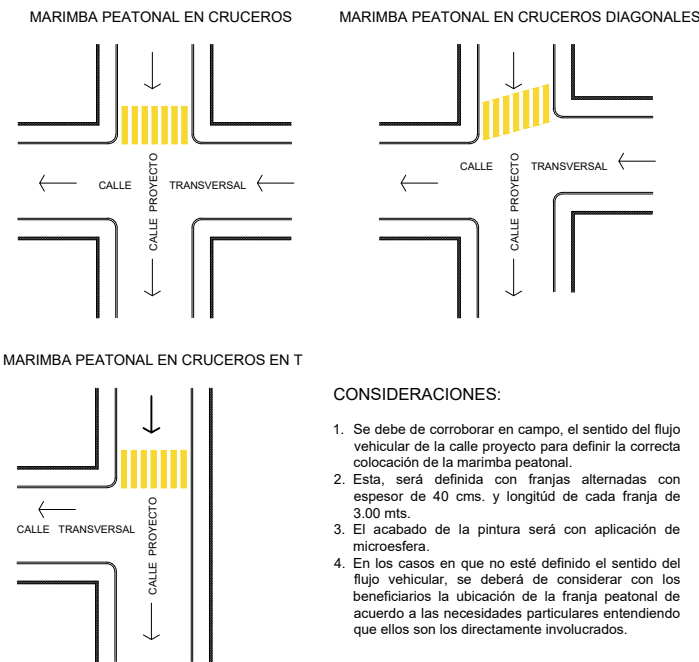 MARIMBA PEATONAL EN CRUCEROS
CALLE TRANSVERSAL
CALLE PROYECTO
MARIMBA PEATONAL EN CRUCEROS DIAGONALES
CALLE TRANSVERSAL
CALLE PROYECTO
MARIMBA PEATONAL EN CRUCEROS EN T
CALLE TRANSVERSAL
CALLE PROYECTO
CONSIDERACIONES:
1. Se debe de corroborar en campo, el sentido del flujo
vehicular de la calle proyecto para definir la correcta
colocación de la marimba peatonal.
2. Esta, será definida con franjas alternadas con
espesor de 40 cms. y longitúd de cada franja de
3.00 mts.
3. El acabado de la pintura será con aplicación de
microesfera.
4. En los casos en que no esté definido el sentido del
flujo vehicular, se deberá de considerar con los
beneficiarios la ubicación de la franja peatonal de
acuerdo a las necesidades particulares entendiendo
que ellos son los directamente involucrados.